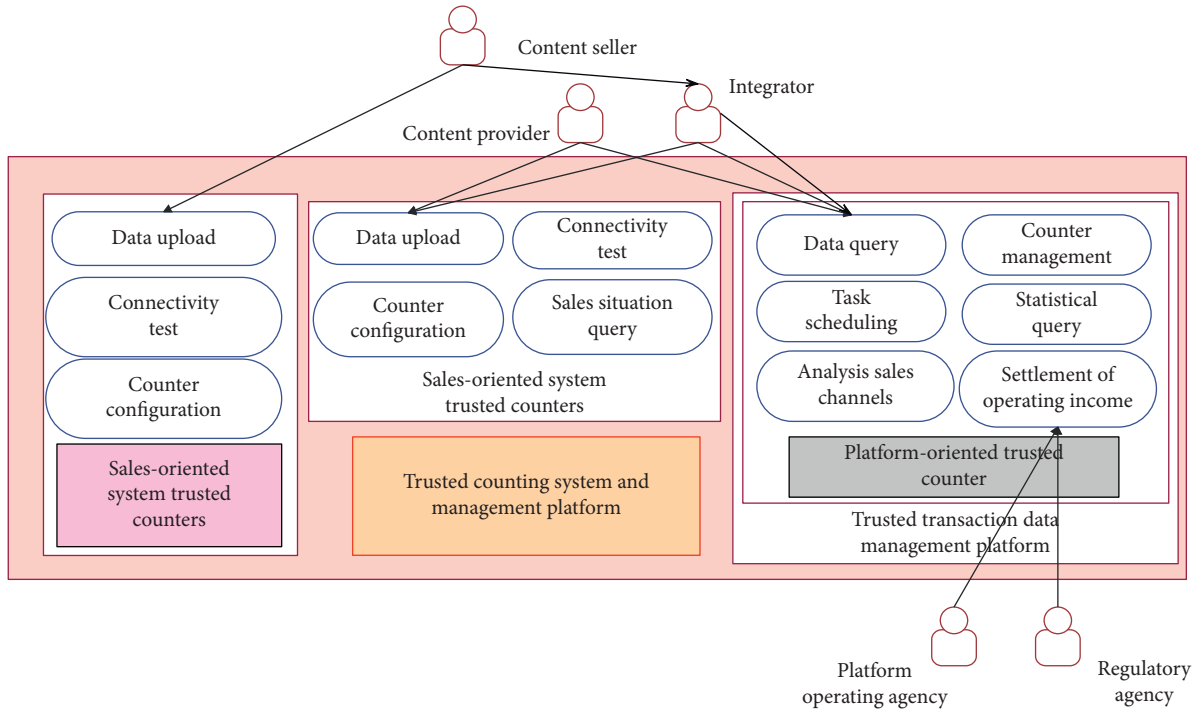 Content seller
Integrator
Content provider
Data upload
Connectivity
test
Counter
configuration
Sales-oriented
system trusted
counters
Data upload
Connectivity
test
Counter
configuration
Sales situation
query
Sales-oriented system
trusted counters
Trusted counting system and
management platform
Data query
Counter
management
Task
scheduling
Statistical
query
Analysis sales
channels
Settlement of
operating income
Platform-oriented trusted
counter
Trusted transaction data
management platform
Platform
operating agency
Regulatory
agency